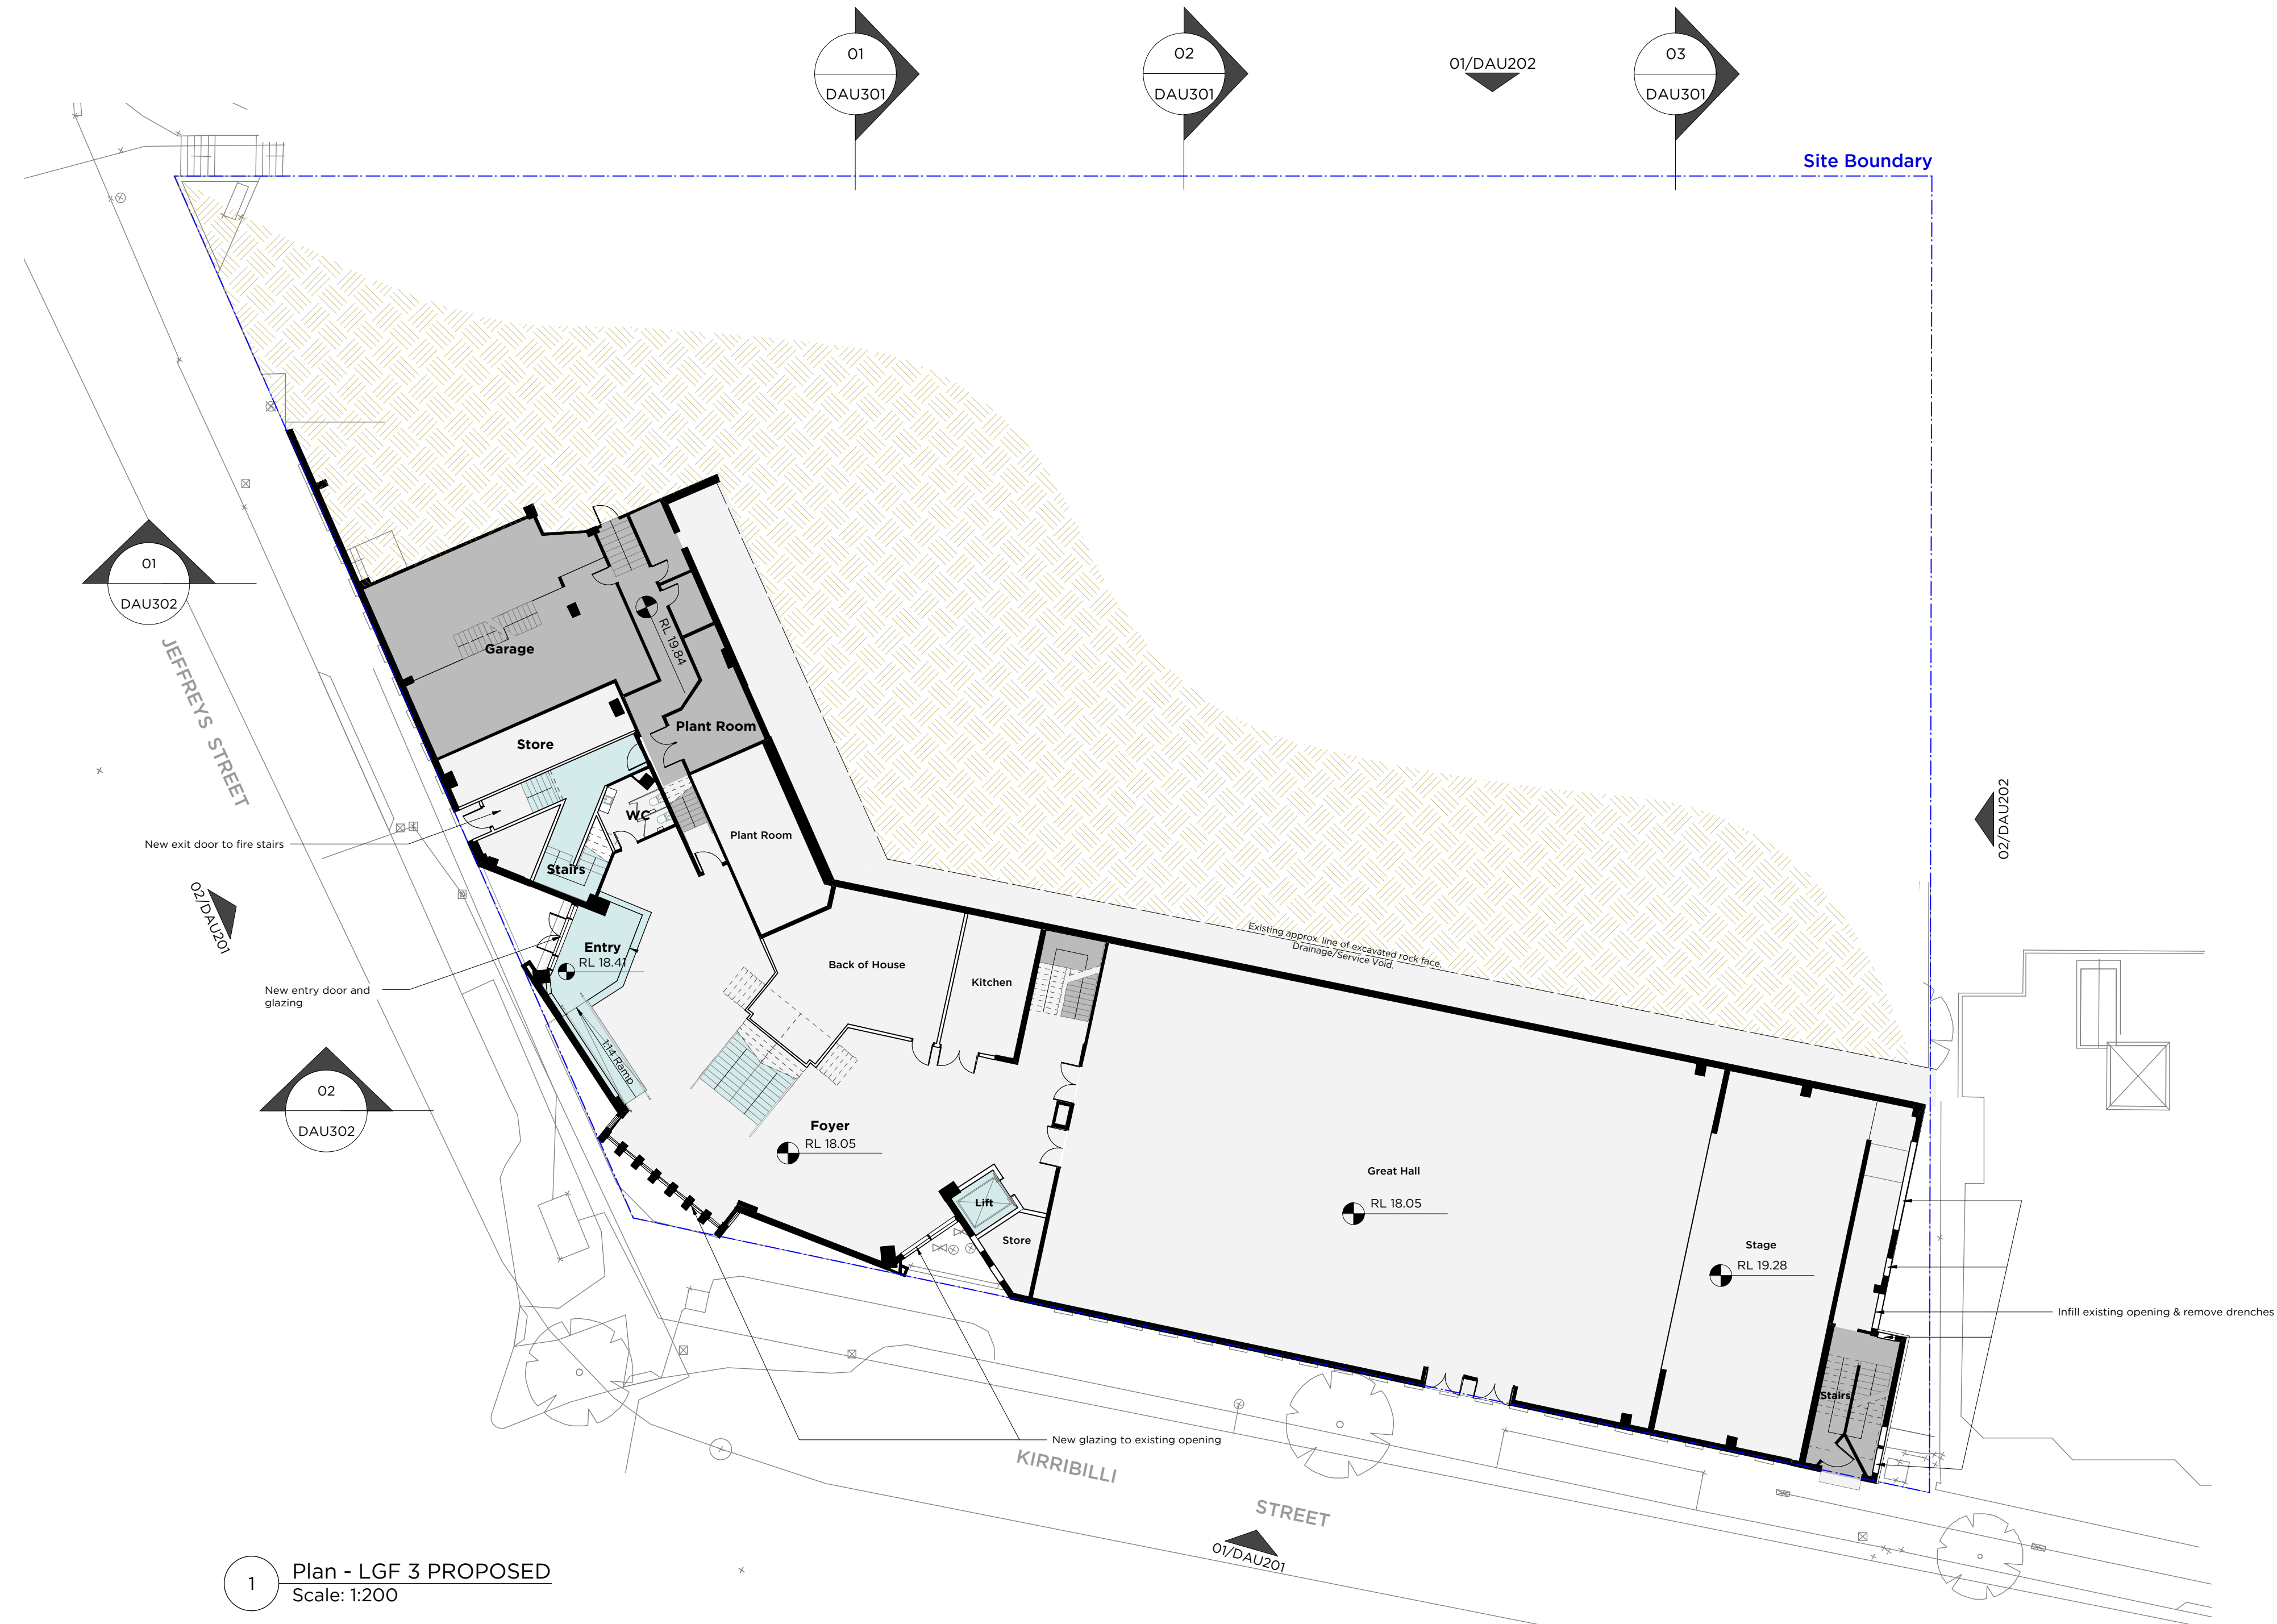 01
DAU301
02
DAU301
01/DAU202
03
DAU301
Site Boundary
01
DAU302
JEFFREYS STREET
Garage
RL 19.84
Plant Room
Store
WC
Plant Room
New exit door to fire stairs
Stairs
02/DAU201
02/DAU202
Entry
RL 18.41
Back of House
Kitchen
Existing approx. line of excavated rock face.
Drainage/Service Void.
New entry door and
glazing
1:14 Ramp
02
DAU302
Foyer
RL 18.05
Lift
Store
Great Hall
RL 18.05
Stage
RL 19.28
Infill existing opening & remove drenches
Stairs
New glazing to existing opening
KIRRIBILLI STREET
01/DAU201
1
Plan - LGF 3 PROPOSED
Scale: 1:200